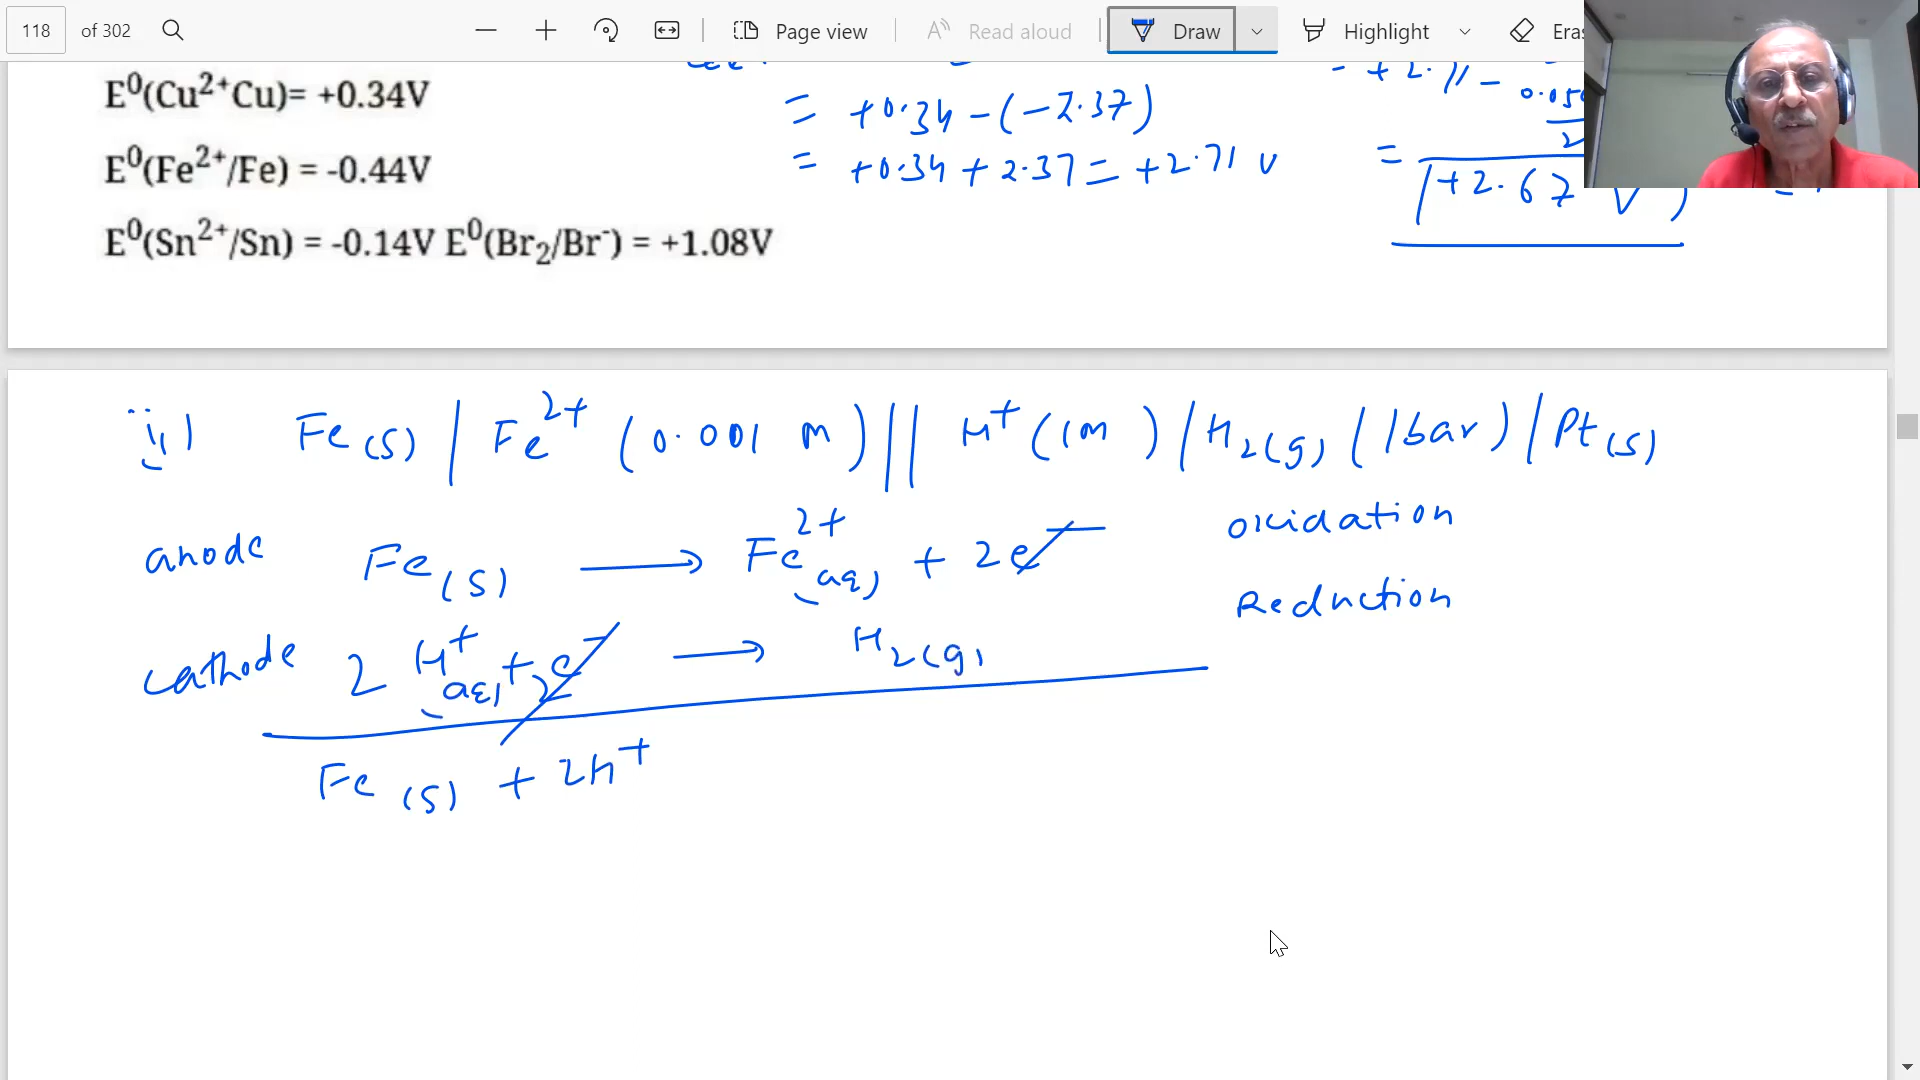 118 of 302 Page view Read aloud Draw Highlight
E⁰(Cu²⁺Cu)= +0.34V
E⁰(Fe²⁺/Fe) = -0.44V
E⁰(Sn²⁺/Sn) = -0.14V E⁰(Br₂/Br⁻) = +1.08V
= +0.34 - (-2.37)
= +0.34 + 2.37 = +2.71 V
= +2.71 -
= +2.67 V
ii) Fe(s) | Fe²⁺ (0.001 M) || H⁺ (1M) / H₂(g) (1bar) / Pt(s)
anode Fe(s) ⟶ Fe²⁺(aq) + 2e⁻ oxidation
cathode 2 H⁺(aq) + 2e⁻ ⟶ H₂(g) Reduction
Fe(s) + 2H⁺